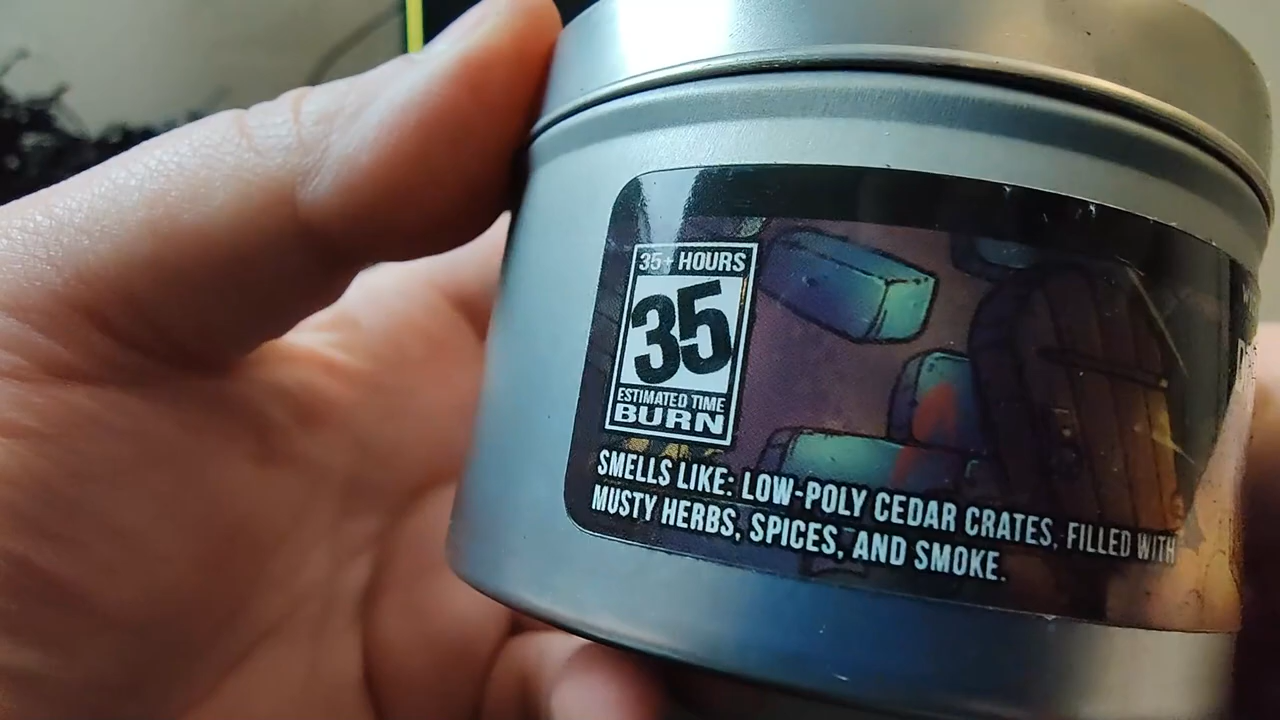 35+ HOURS
35
ESTIMATED TIME
BURN
SMELLS LIKE: LOW-POLY CEDAR CRATES, FILLED WITH
MUSTY HERBS, SPICES, AND SMOKE.